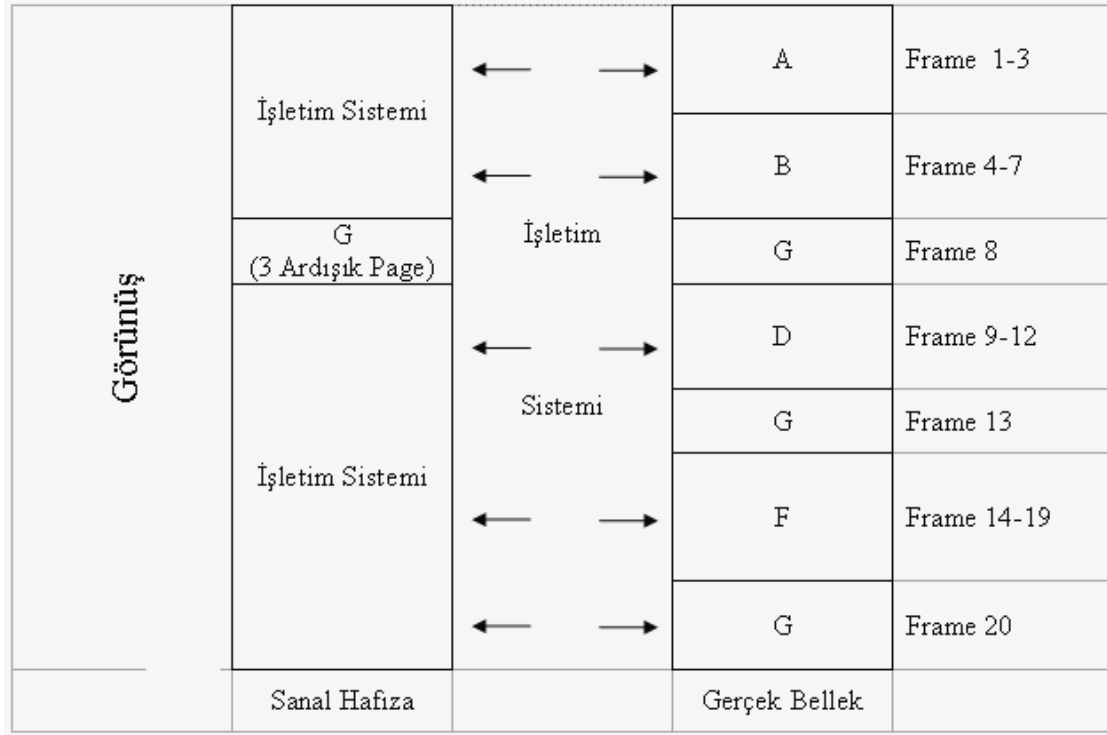 Görünüş
İşletim Sistemi
G
(3 Ardışık Page)
İşletim Sistemi
Sanal Hafıza
İşletim
Sistemi
A
Frame 1-3
B
Frame 4-7
G
Frame 8
D
Frame 9-12
G
Frame 13
F
Frame 14-19
G
Frame 20
Gerçek Bellek